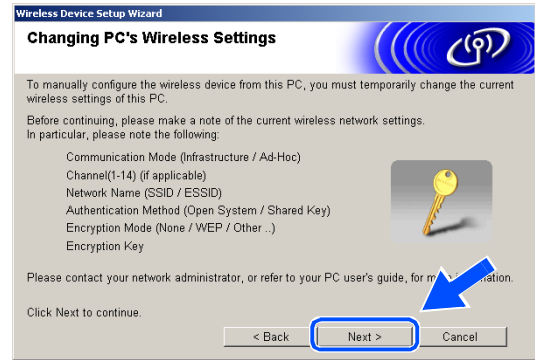 Wireless Device Setup Wizard
Changing PC's Wireless Settings
To manually configure the wireless device from this PC, you must temporarily change the current
wireless settings of this PC.
Before continuing, please make a note of the current wireless network settings.
In particular, please note the following:
Communication Mode (Infrastructure / Ad-Hoc)
Channel(1-14) (if applicable)
Network Name (SSID / ESSID)
Authentication Method (Open System / Shared Key)
Encryption Mode (None / WEP / Other ..)
Encryption Key
Please contact your network administrator, or refer to your PC user's guide, for
Click Next to continue.
< Back Next > Cancel